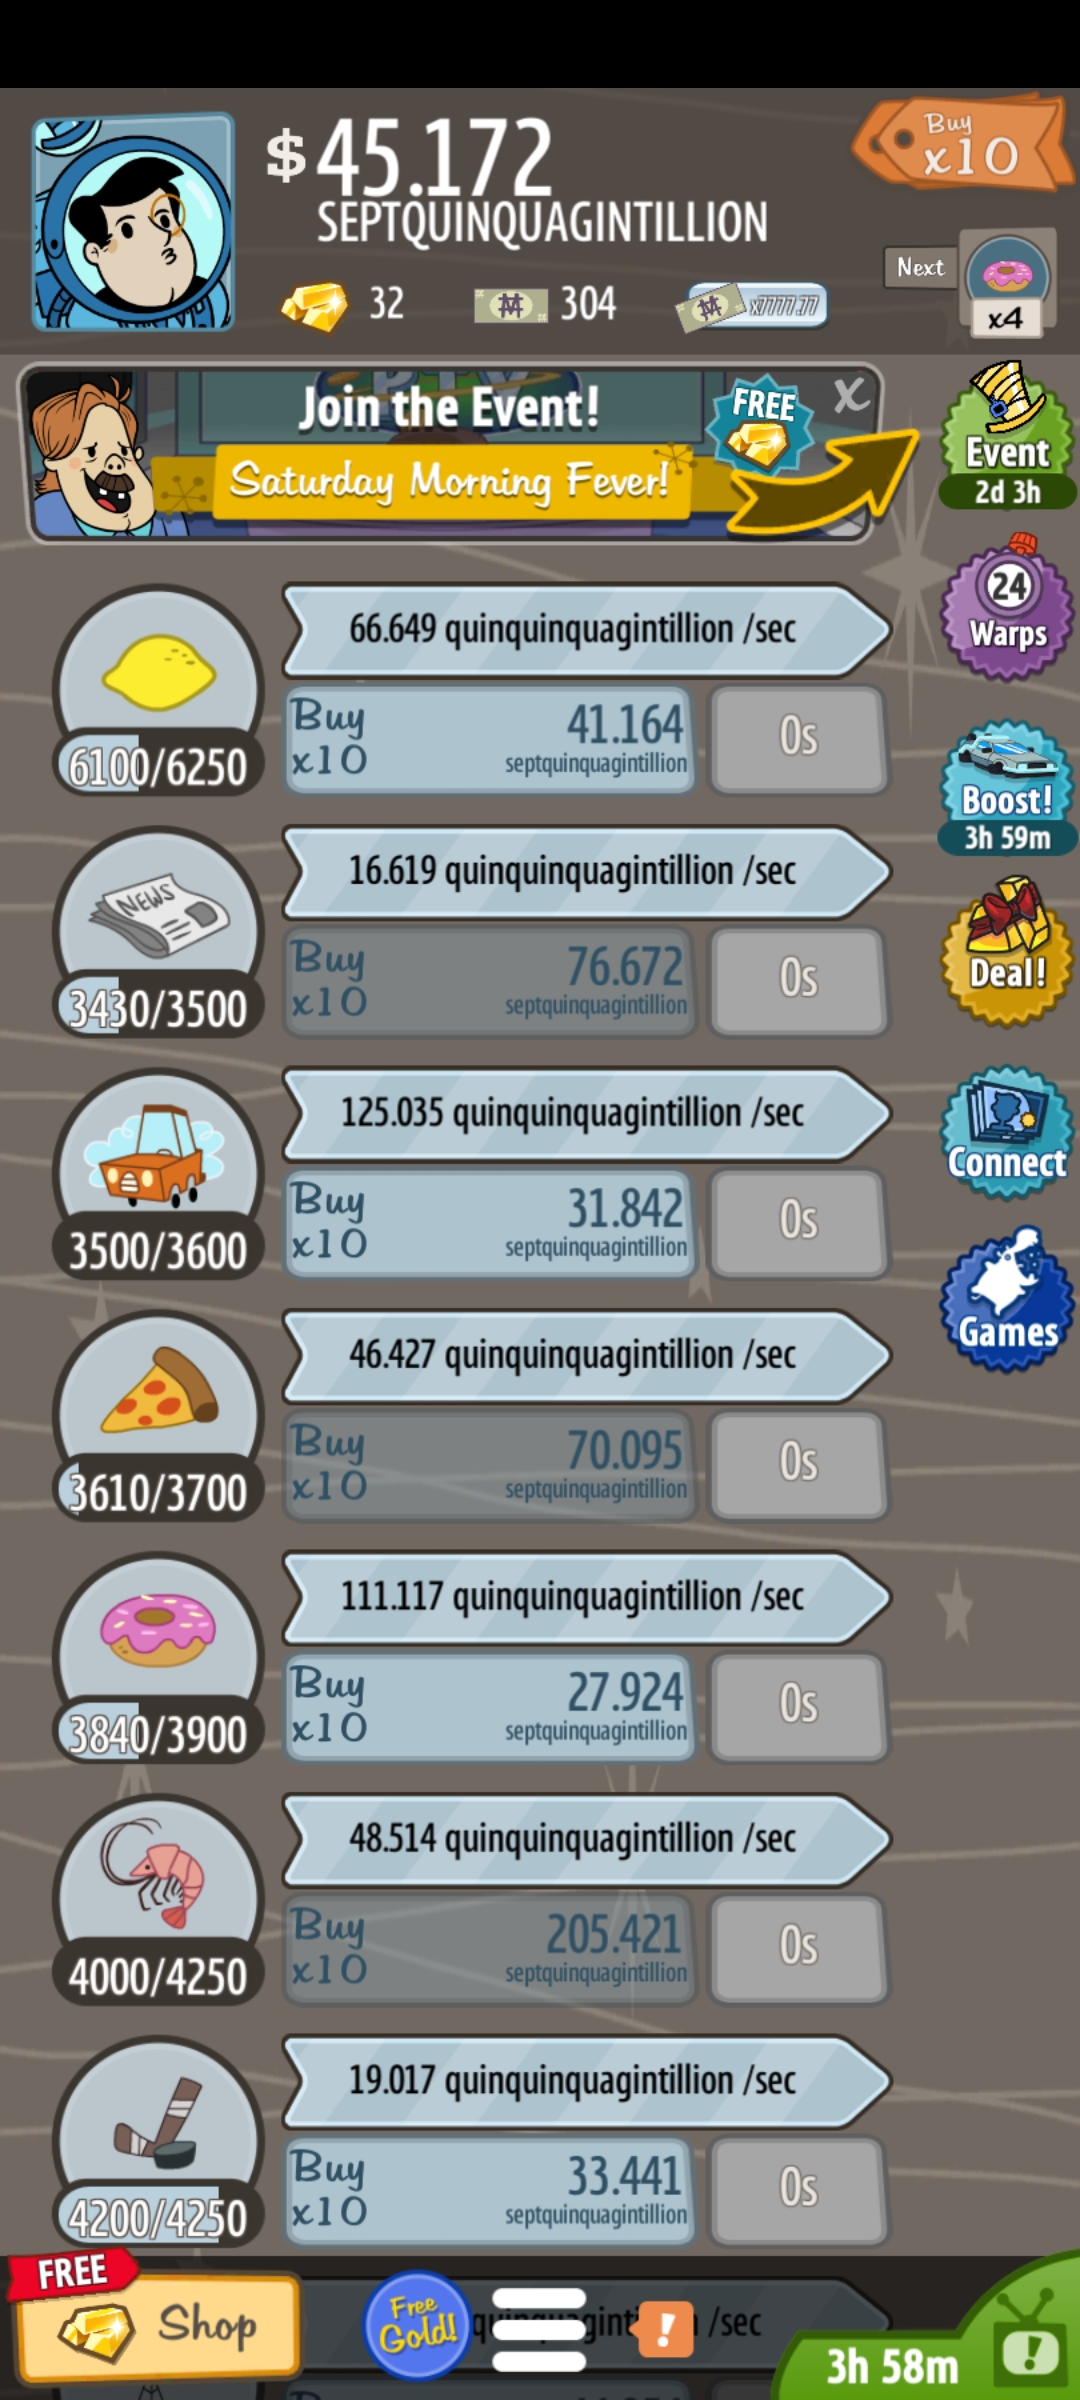 $ 45.172
SEPTQUINQUAGINTILLION
Buy
x10
32
304
x7777.77
Next
x4
Join the Event!
Saturday Morning Fever!
FREE
X
Event
2d 3h
24
Warps
Boost!
3h 59m
Deal!
Connect
Games
66.649 quinquinquagintillion /sec
6100/6250
Buy
x10
41.164
septquinquagintillion
0s
16.619 quinquinquagintillion /sec
NEWS
3430/3500
Buy
x10
76.672
septquinquagintillion
0s
125.035 quinquinquagintillion /sec
3500/3600
Buy
x10
31.842
septquinquagintillion
0s
46.427 quinquinquagintillion /sec
3610/3700
Buy
x10
70.095
septquinquagintillion
0s
111.117 quinquinquagintillion /sec
3840/3900
Buy
x10
27.924
septquinquagintillion
0s
48.514 quinquinquagintillion /sec
4000/4250
Buy
x10
205.421
septquinquagintillion
0s
19.017 quinquinquagintillion /sec
4200/4250
Buy
x10
33.441
septquinquagintillion
0s
FREE
Shop
Free
Gold!
/sec
!
3h 58m
!